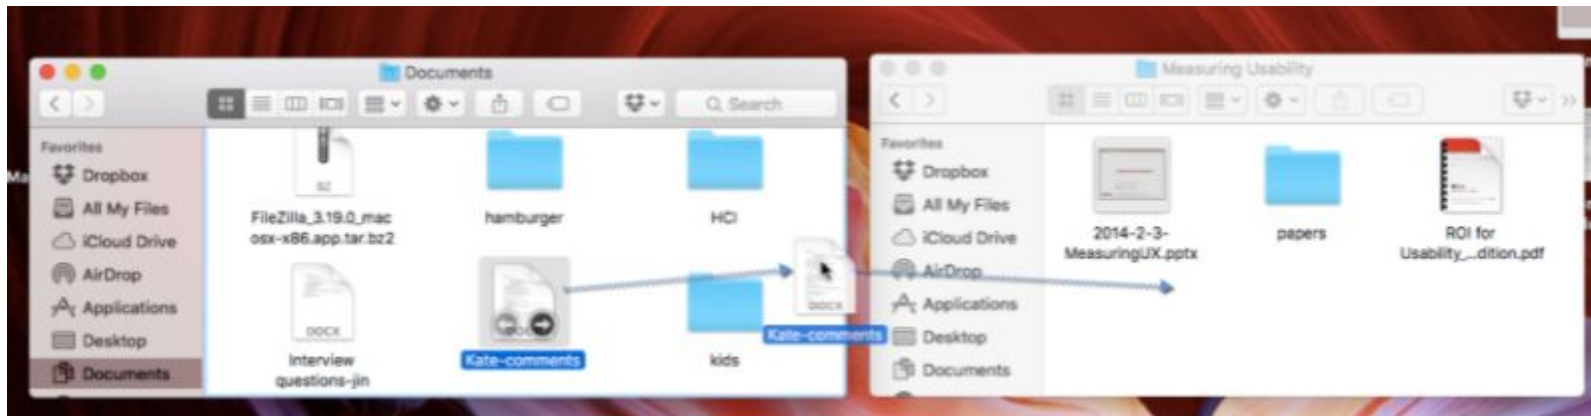 Documents
Search
Favorites
Dropbox
All My Files
iCloud Drive
AirDrop
Applications
Desktop
Documents
BZ
FileZilla_3.19.0_mac
osx-x86.app.tar.bz2
hamburger
HCI
DOCX
Interview
questions-jin
Kate-comments
kids
DOCX
Kate-comments
Measuring Usability
Favorites
Dropbox
All My Files
iCloud Drive
AirDrop
Applications
Desktop
Documents
2014-2-3-
MeasuringUX.pptx
papers
ROI for
Usability_...dition.pdf